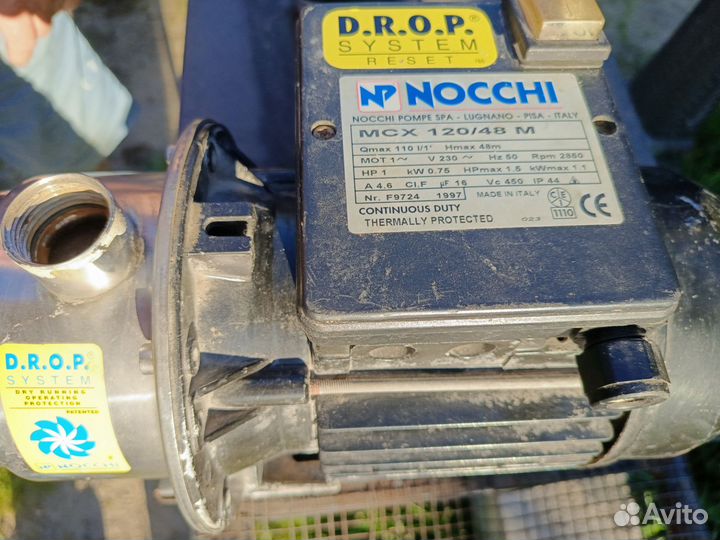 D.R.O.P.®
SYSTEM
RESET
NP NOCCHI
NOCCHI POMPE SPA - LUGNANO - PISA - ITALY
MCX 120/48 M
Qmax 110 l/1' Hmax 48m
MOT 1~ V 230 ~ Hz 50 Rpm 2850
HP 1 kW 0.75 HPmax 1.5 kWmax 1.1
A 4.6 Cl.F µF 16 Vc 450 IP 44
Nr. F9724 1997
MADE IN ITALY
CONTINUOUS DUTY
THERMALLY PROTECTED
023
1110
CE
D.R.O.P.®
SYSTEM
DRY RUNNING
OPERATING
PROTECTION
PATENTED
NP NOCCHI
Avito